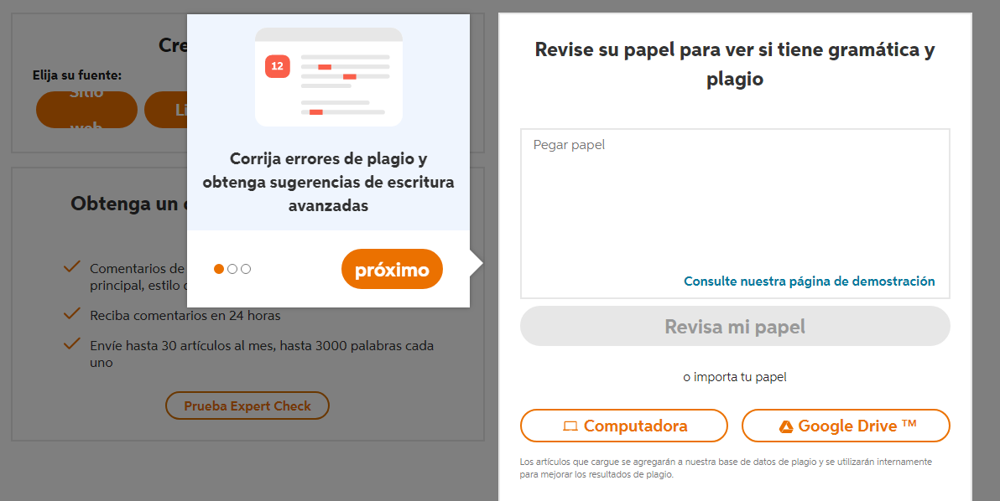 Elija su fuente:
Sitio
web
12
Corrija errores de plagio y
obtenga sugerencias de escritura
avanzadas
próximo
Obtenga un
Comentarios de
principal, estilo
Reciba comentarios en 24 horas
Envíe hasta 30 artículos al mes, hasta 3000 palabras cada
uno
Prueba Expert Check
Revise su papel para ver si tiene gramática y
plagio
Pegar papel
Consulte nuestra página de demostración
Revisa mi papel
o importa tu papel
Computadora
Google Drive ™
Los artículos que cargue se agregarán a nuestra base de datos de plagio y se utilizarán internamente
para mejorar los resultados de plagio.